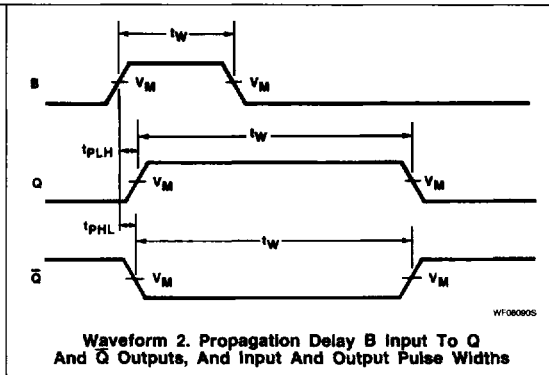 tW
B
VM
VM
tPLH
tW
Q
VM
VM
tPHL
tW
Q̅
VM
VM
WF08090S
Waveform 2. Propagation Delay B Input To Q
And Q̅ Outputs, And Input And Output Pulse Widths